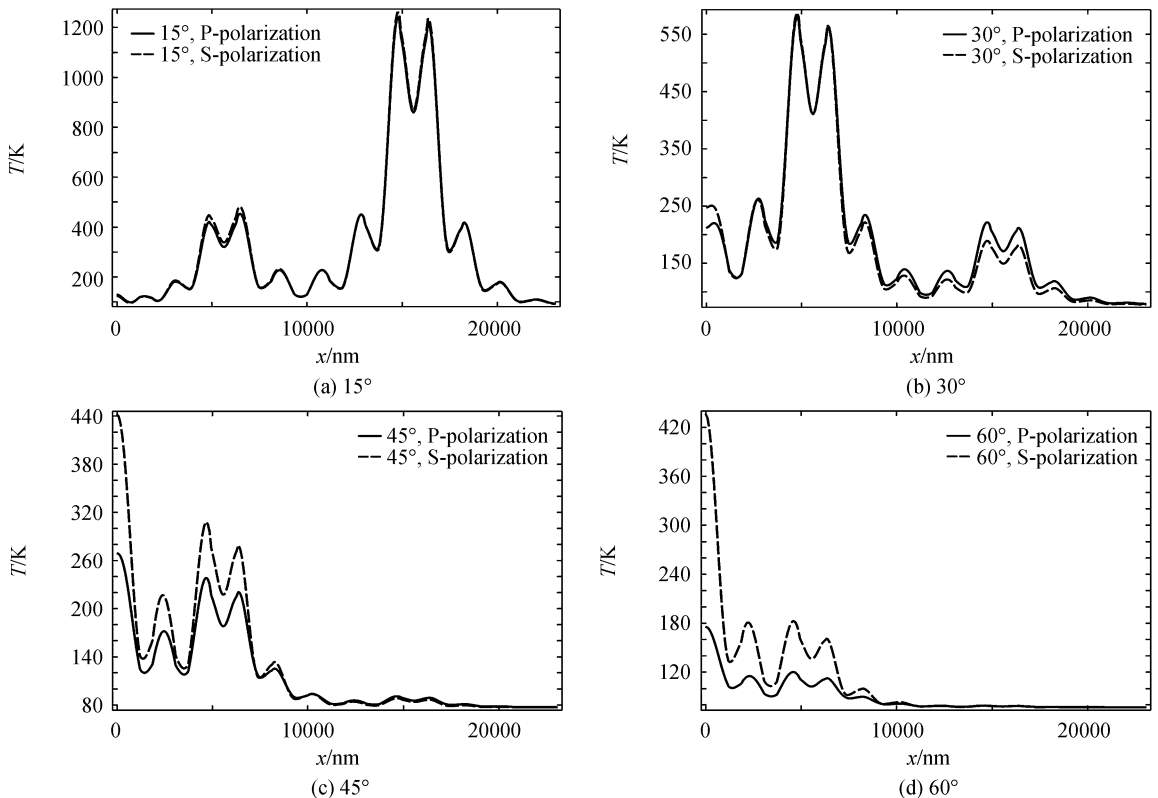 15°, P-polarization
15°, S-polarization
1200
1000
800
600
400
200
T/K
0 10000 20000
x/nm
(a) 15°
30°, P-polarization
30°, S-polarization
550
450
350
250
150
T/K
0 10000 20000
x/nm
(b) 30°
45°, P-polarization
45°, S-polarization
440
380
320
260
200
140
80
T/K
0 10000 20000
x/nm
(c) 45°
60°, P-polarization
60°, S-polarization
420
360
300
240
180
120
T/K
0 10000 20000
x/nm
(d) 60°